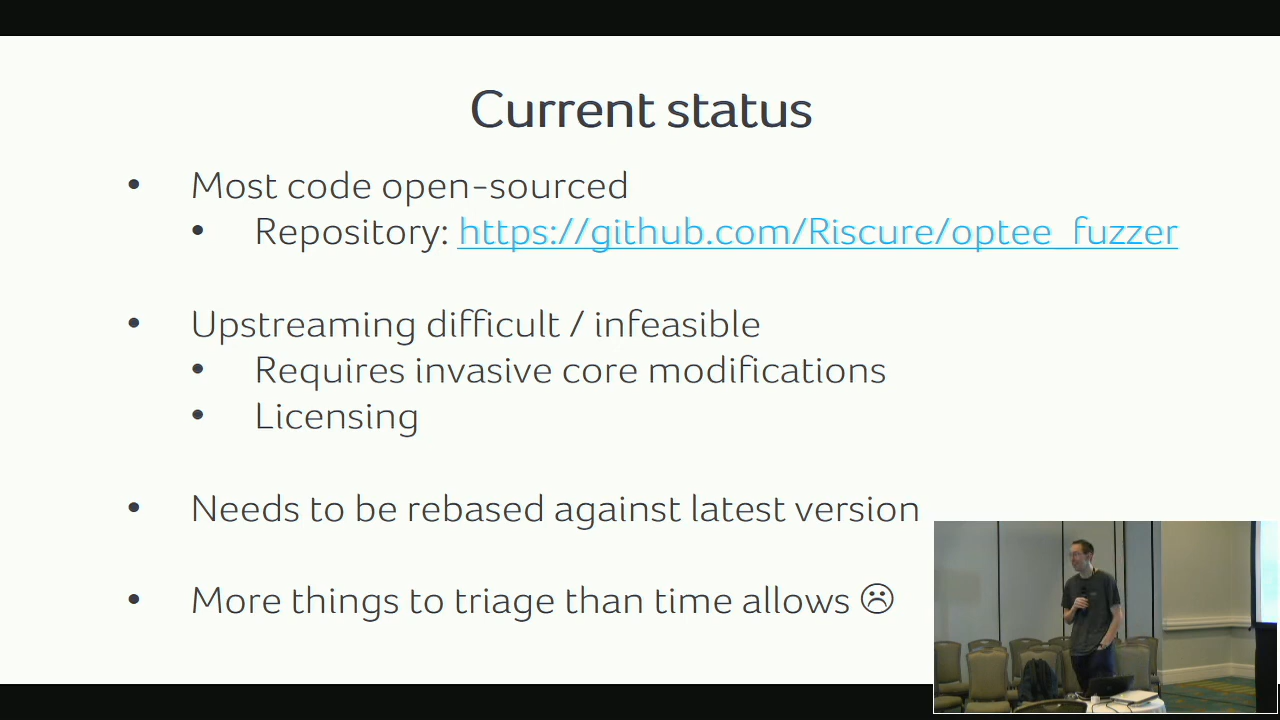 Current status
• Most code open-sourced
• Repository: https://github.com/Riscure/optee_fuzzer
• Upstreaming difficult / infeasible
• Requires invasive core modifications
• Licensing
• Needs to be rebased against latest version
• More things to triage than time allows ☹